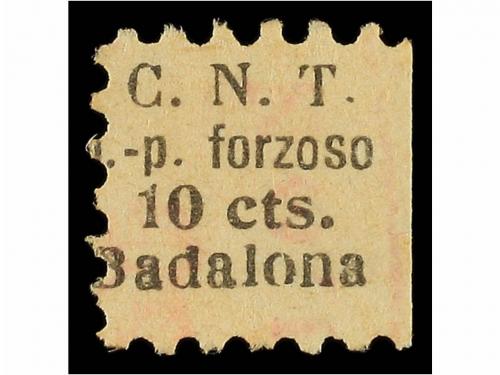 C. N. T.
.-p. forzoso
10 cts.
Badalona